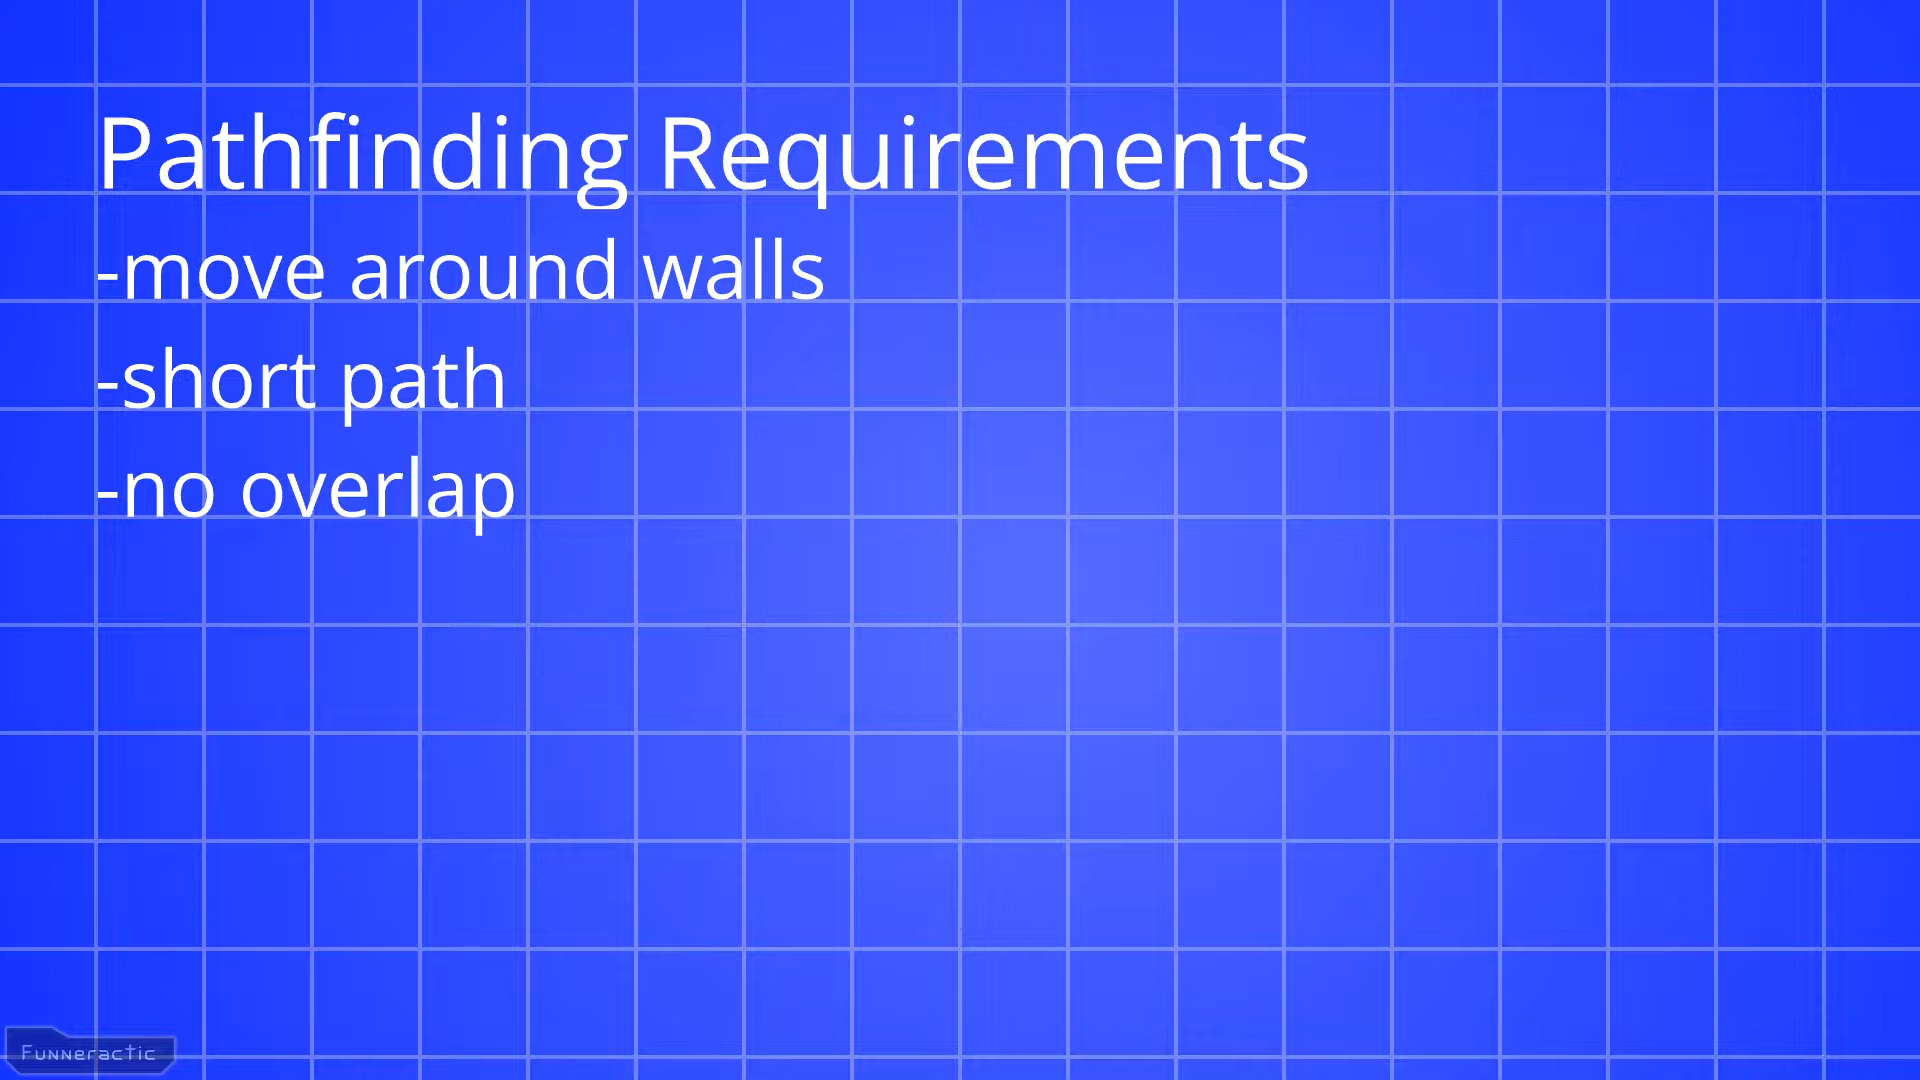 Pathfinding Requirements
-move around walls
-short path
-no overlap
Funneractic